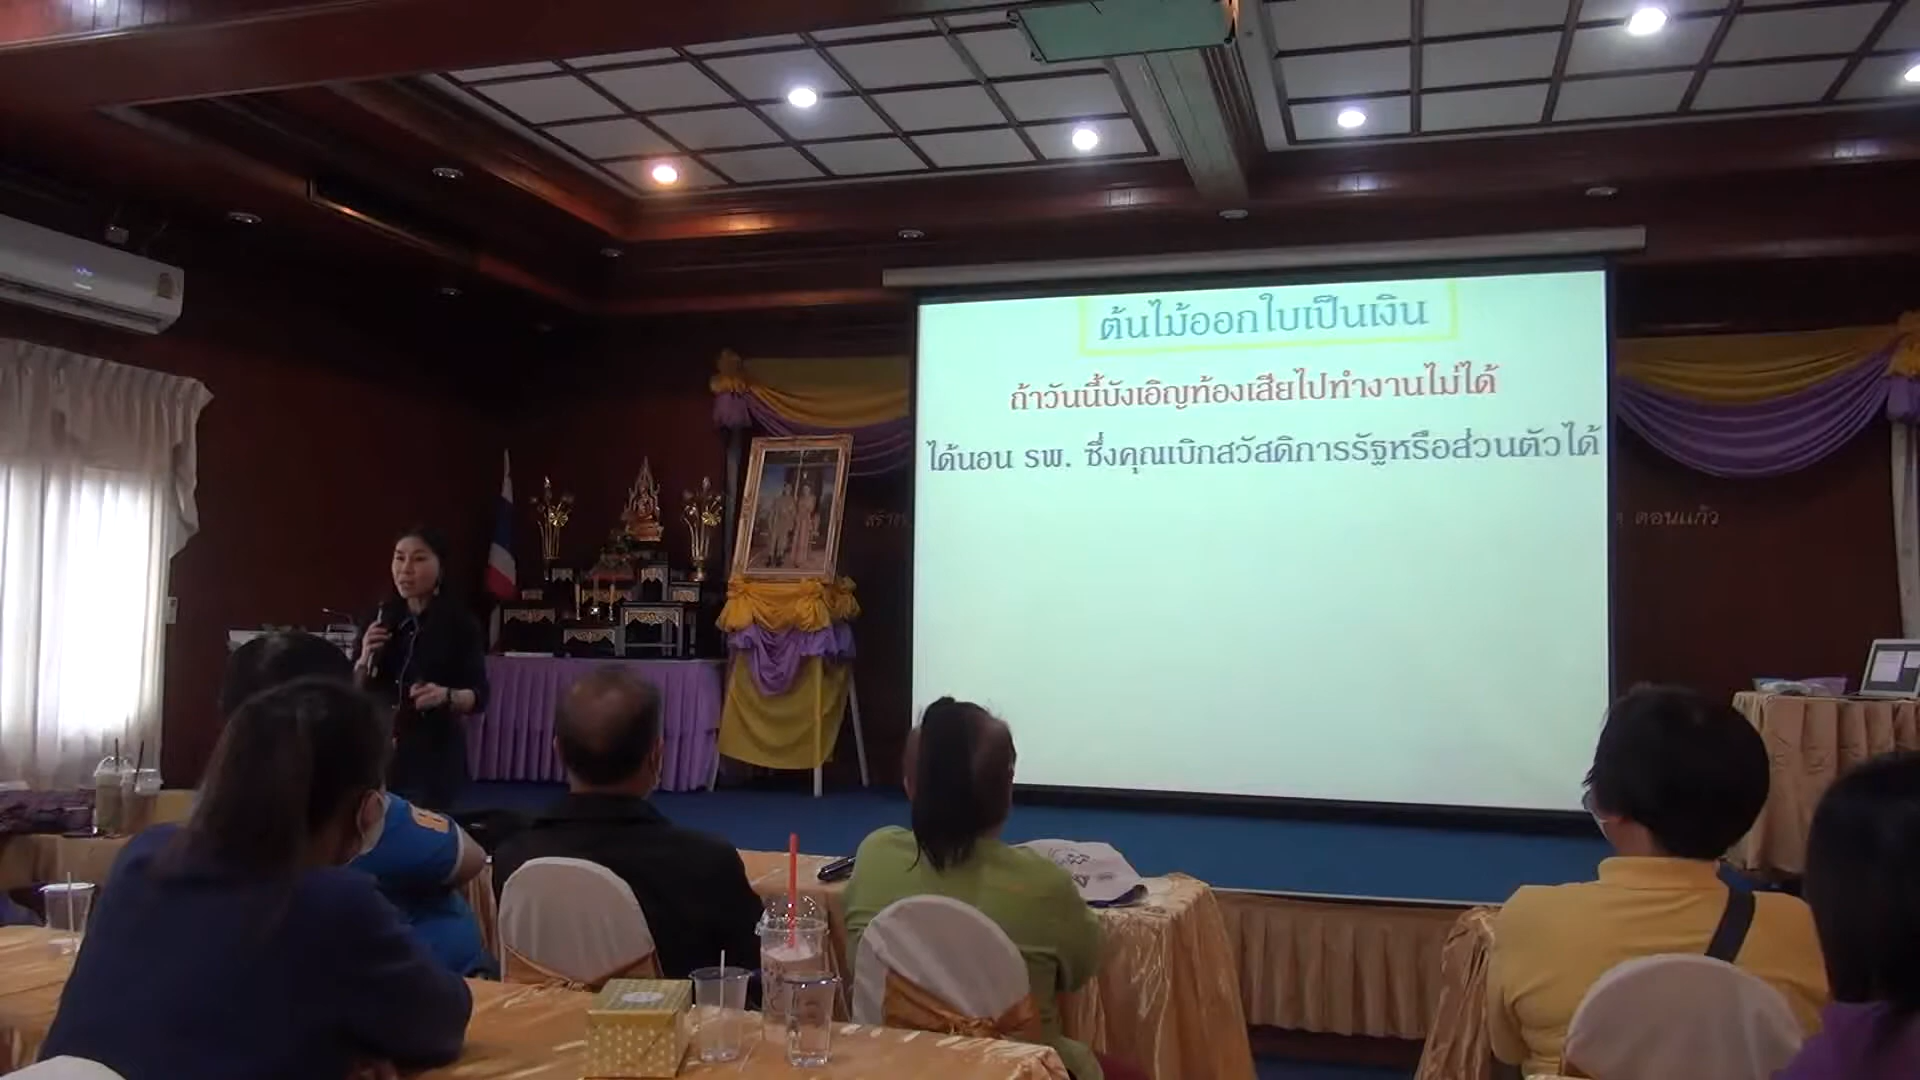 ต้นไม้ออกใบเป็นเงิน
ถ้าวันนี้บังเอิญท้องเสียไปทำงานไม่ได้
ได้นอน รพ. ซึ่งคุณเบิกสวัสดิการรัฐหรือส่วนตัวได้
ดอนแก้ว